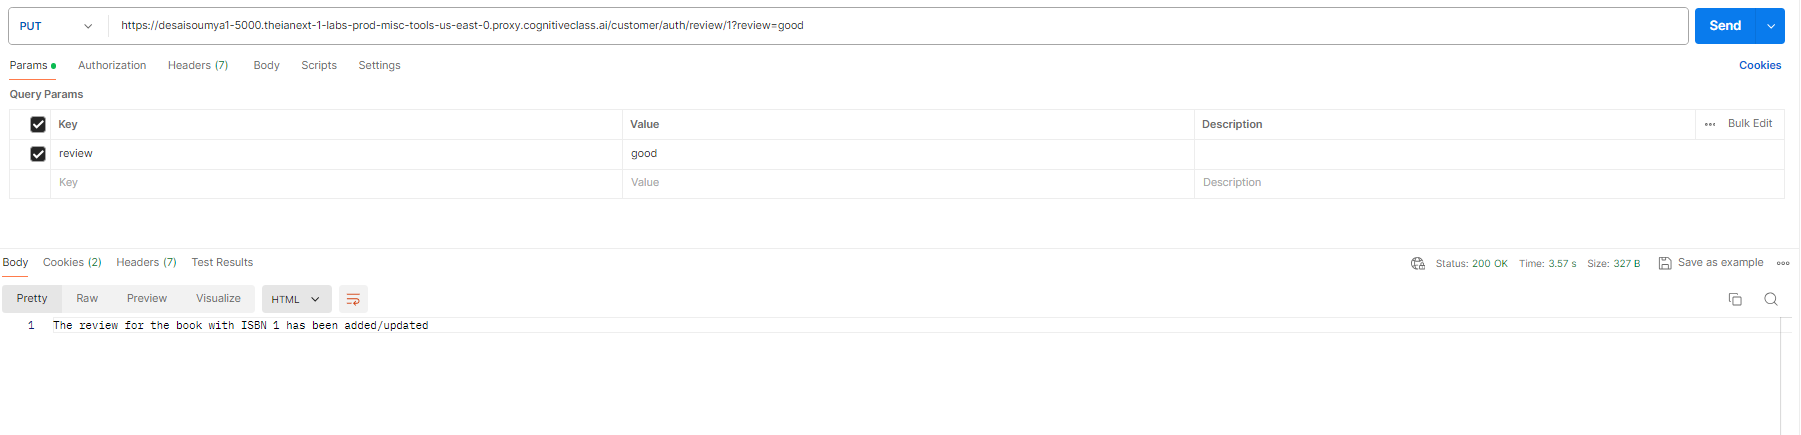 PUT https://desaisoumya1-5000.theianext-1-labs-prod-misc-tools-us-east-0.proxy.cognitiveclass.ai/customer/auth/review/1?review=good Send
Params Authorization Headers (7) Body Scripts Settings Cookies
Query Params
Key Value Description ••• Bulk Edit
review good
Key Value Description
Body Cookies (2) Headers (7) Test Results Status: 200 OK Time: 3.57 s Size: 327 B Save as example
Pretty Raw Preview Visualize HTML
1 The review for the book with ISBN 1 has been added/updated